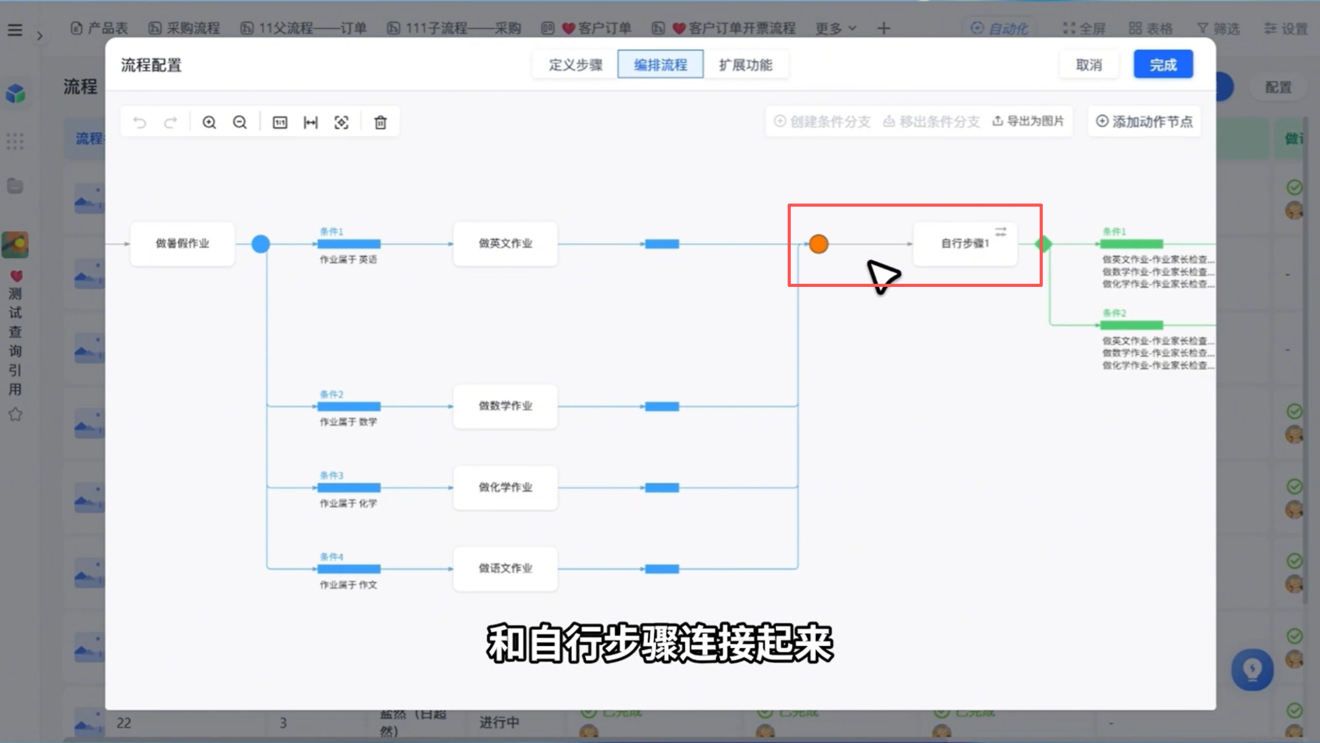 产品表
采购流程
11父流程——订单
111子流程——采购
客户订单
客户订单开票流程
更多
自动化
全屏
表格
筛选
设置
流程
配置
流程配置
定义步骤
编排流程
扩展功能
取消
完成
1:1
创建条件分支
移出条件分支
导出为图片
添加动作节点
做暑假作业
条件1
作业属于 英语
做英文作业
自行步骤1
条件1
做英文作业-作业家长检查...
做数学作业-作业家长检查...
做化学作业-作业家长检查...
条件2
做英文作业-作业家长检查...
做数学作业-作业家长检查...
做化学作业-作业家长检查...
条件2
作业属于 数学
做数学作业
条件3
作业属于 化学
做化学作业
条件4
作业属于 作文
做语文作业
测试查询引用
和自行步骤连接起来
22
3
然）
进行中
已完成
已完成
已完成
-